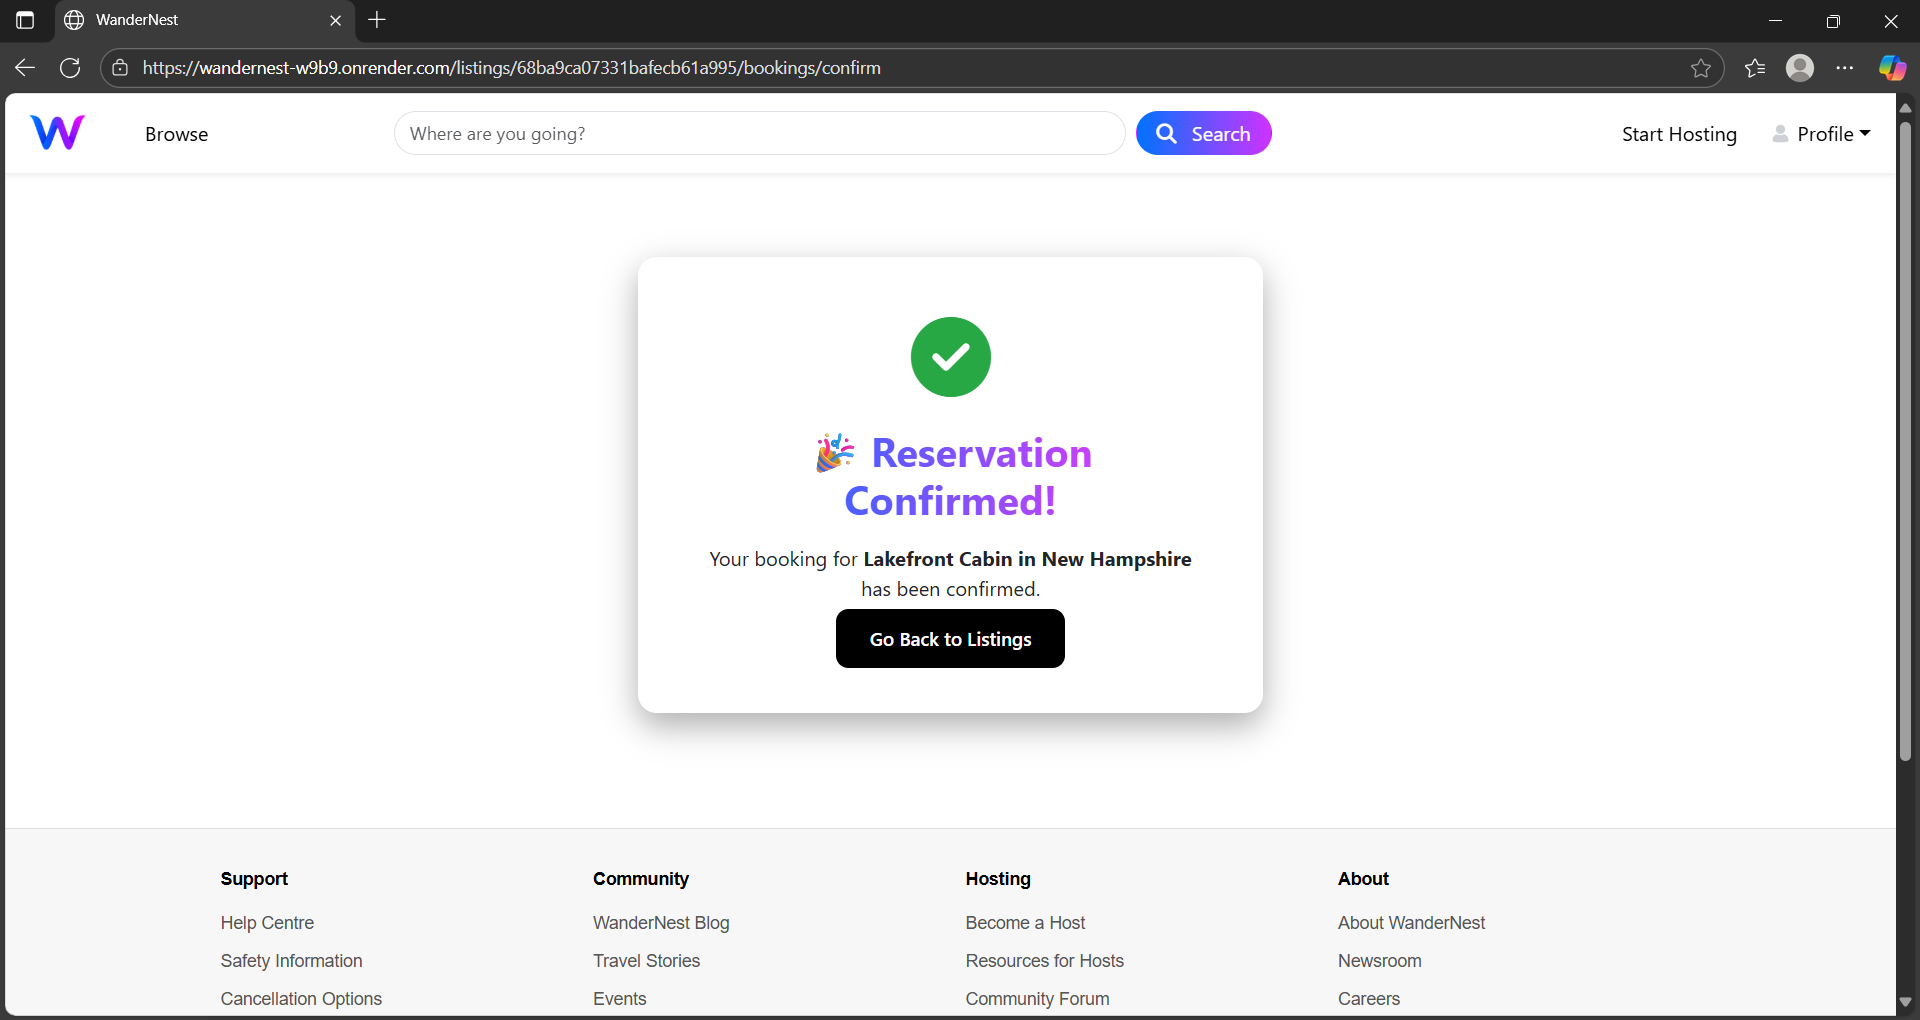 WanderNest
https://wandernest-w9b9.onrender.com/listings/68ba9ca07331bafecb61a995/bookings/confirm
W
Browse
Where are you going?
Search
Start Hosting
Profile
🎉 Reservation
Confirmed!
Your booking for Lakefront Cabin in New Hampshire
has been confirmed.
Go Back to Listings
Support
Community
Hosting
About
Help Centre
WanderNest Blog
Become a Host
About WanderNest
Safety Information
Travel Stories
Resources for Hosts
Newsroom
Cancellation Options
Events
Community Forum
Careers